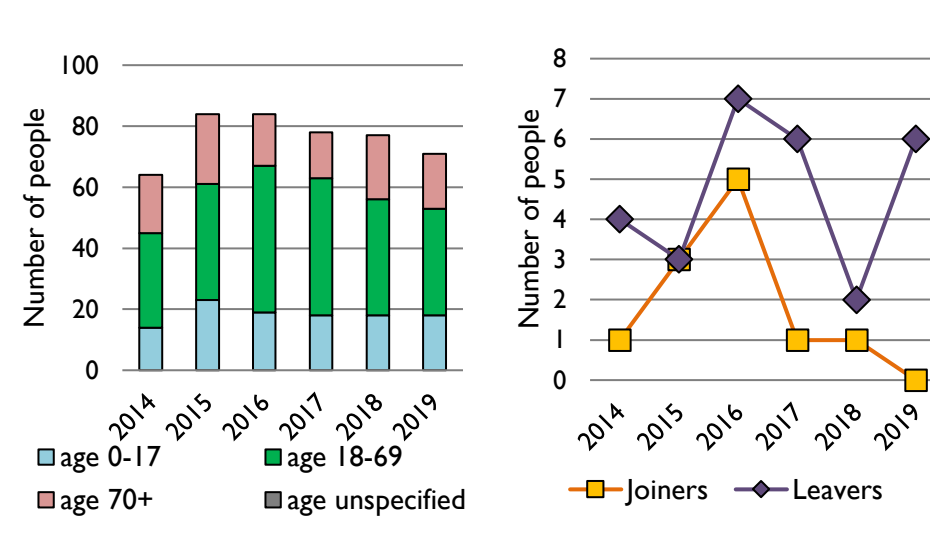 Number of people
100
80
60
40
20
0
2014 2015 2016 2017 2018 2019
age 0-17 age 18-69
age 70+ age unspecified
Number of people
8
7
6
5
4
3
2
1
0
2014 2015 2016 2017 2018 2019
Joiners Leavers